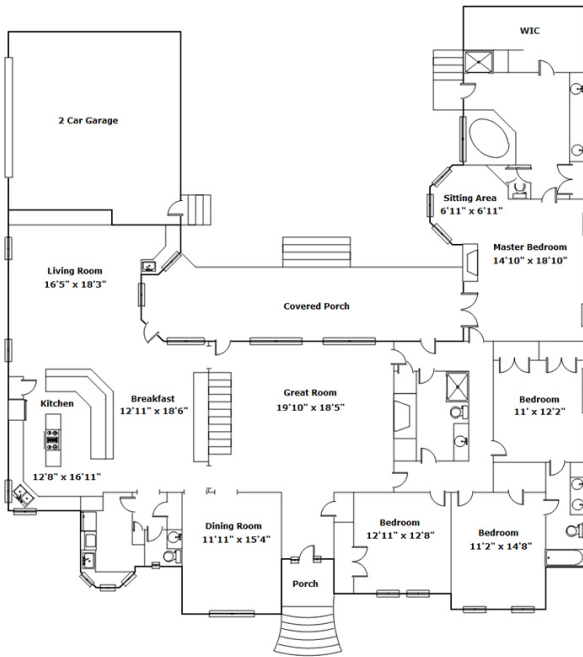 WIC
2 Car Garage
Sitting Area
6'11" x 6'11"
Master Bedroom
14'10" x 18'10"
Living Room
16'5" x 18'3"
Covered Porch
Kitchen
12'8" x 16'11"
Breakfast
12'11" x 18'6"
Great Room
19'10" x 18'5"
Bedroom
11' x 12'2"
Dining Room
11'11" x 15'4"
Bedroom
12'11" x 12'8"
Bedroom
11'2" x 14'8"
Porch